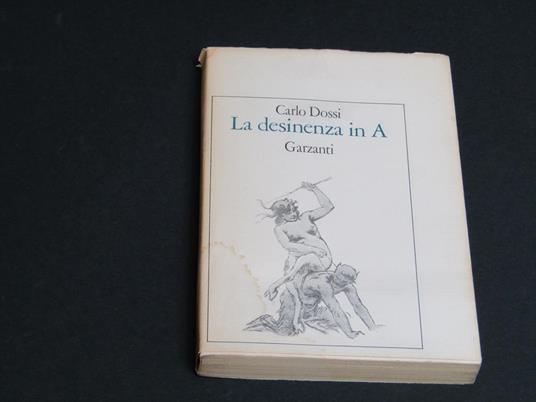 Carlo Dossi
La desinenza in A
Garzanti